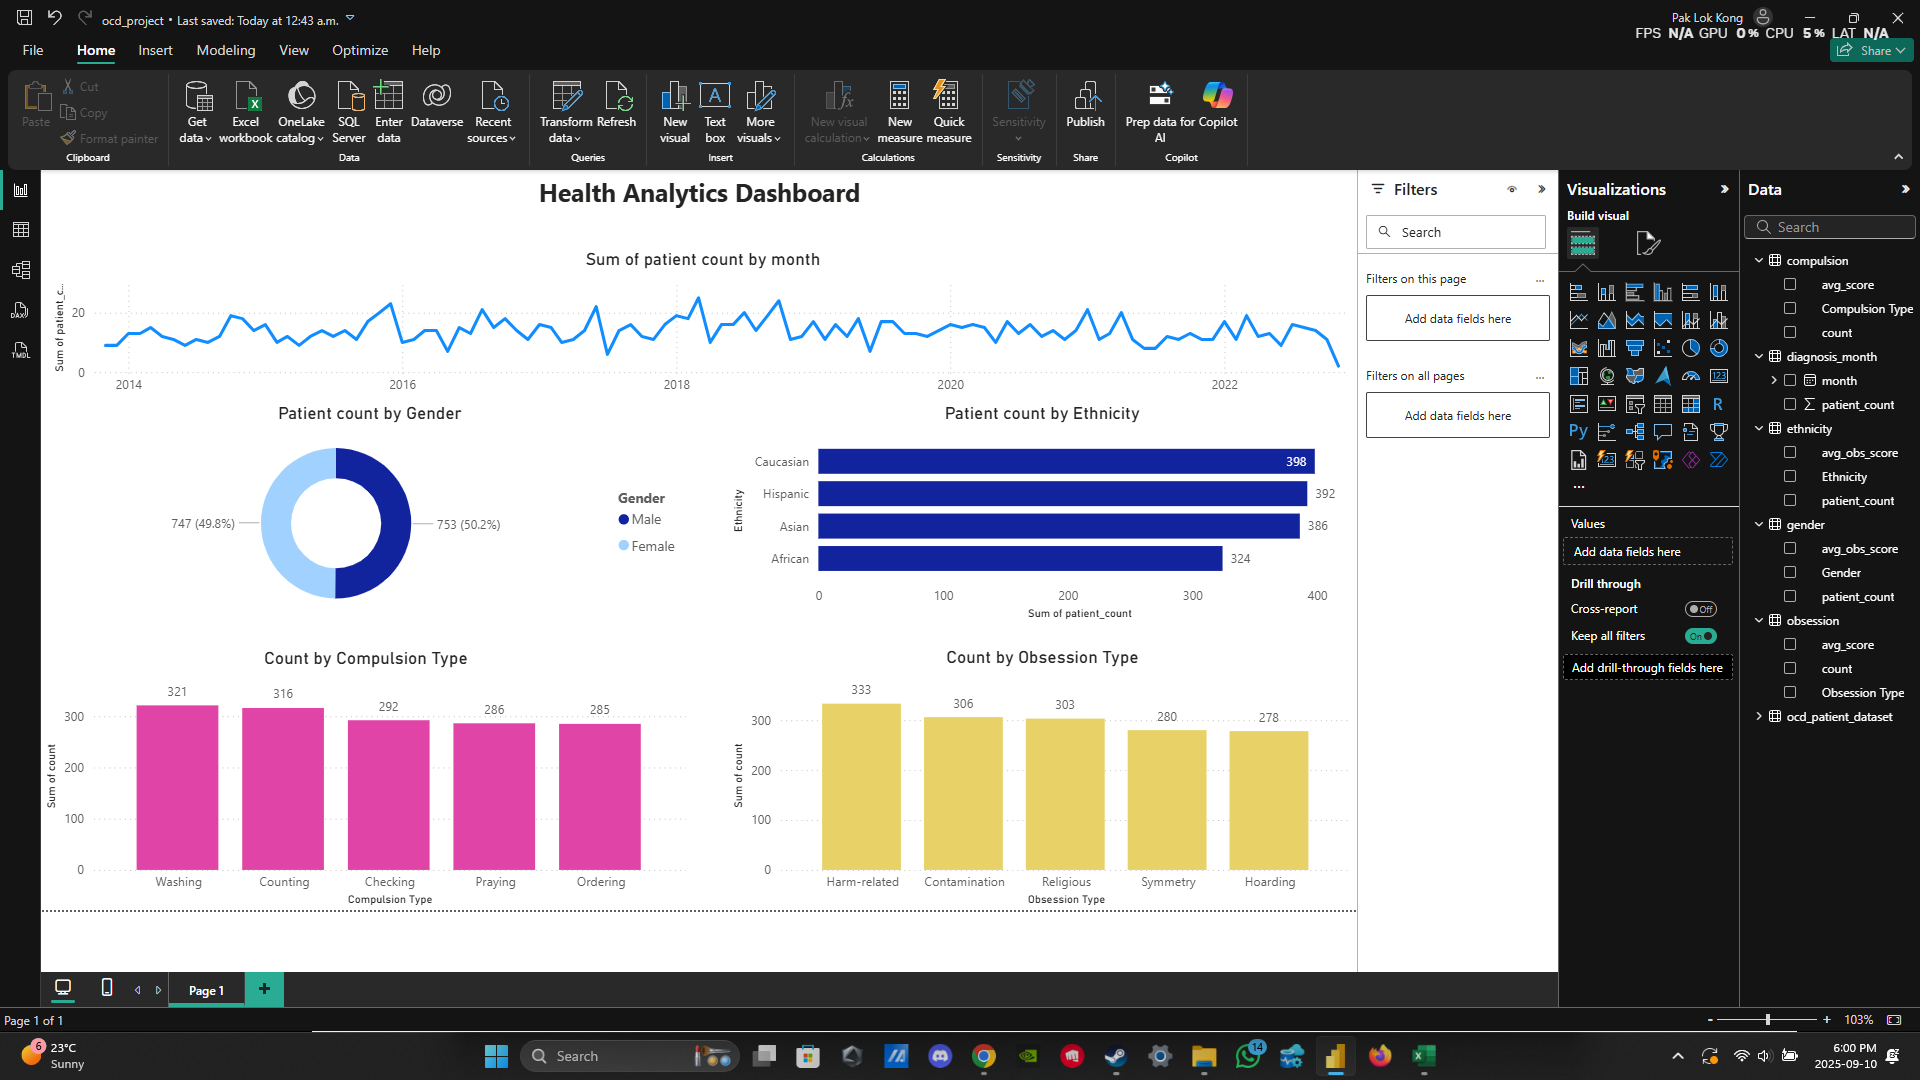 ocd_project • Last saved: Today at 12:43 a.m.
Pak Lok Kong
FPS N/A GPU 0 % CPU 5 % LAT N/A
File Home Insert Modeling View Optimize Help
Share
Paste
Cut
Copy
Format painter
Clipboard
Get data
Excel workbook
OneLake catalog
SQL Server
Enter data
Dataverse
Recent sources
Data
Transform data
Refresh
Queries
New visual
Text box
More visuals
Insert
New visual calculation
New measure
Quick measure
Calculations
Sensitivity
Sensitivity
Publish
Share
Prep data for AI
Copilot
Copilot
Health Analytics Dashboard
Sum of patient count by month
Sum of patient_c...
20
0
2014 2016 2018 2020 2022
Patient count by Gender
747 (49.8%)
753 (50.2%)
Gender
Male
Female
Patient count by Ethnicity
Ethnicity
Caucasian 398
Hispanic 392
Asian 386
African 324
0 100 200 300 400
Sum of patient_count
Count by Compulsion Type
Sum of count
321 316 292 286 285
300
200
100
0
Washing Counting Checking Praying Ordering
Compulsion Type
Count by Obsession Type
Sum of count
333 306 303 280 278
300
200
100
0
Harm-related Contamination Religious Symmetry Hoarding
Obsession Type
Filters
Search
Filters on this page ...
Add data fields here
Filters on all pages ...
Add data fields here
Visualizations
Build visual
123
R
Py
123
...
Values
Add data fields here
Drill through
Cross-report Off
Keep all filters On
Add drill-through fields here
Data
Search
compulsion
avg_score
Compulsion Type
count
diagnosis_month
month
patient_count
ethnicity
avg_obs_score
Ethnicity
patient_count
gender
avg_obs_score
Gender
patient_count
obsession
avg_score
count
Obsession Type
ocd_patient_dataset
DAX
TMDL
Page 1
Page 1 of 1
- + 103%
6
23°C
Sunny
Search
14
6:00 PM
2025-09-10